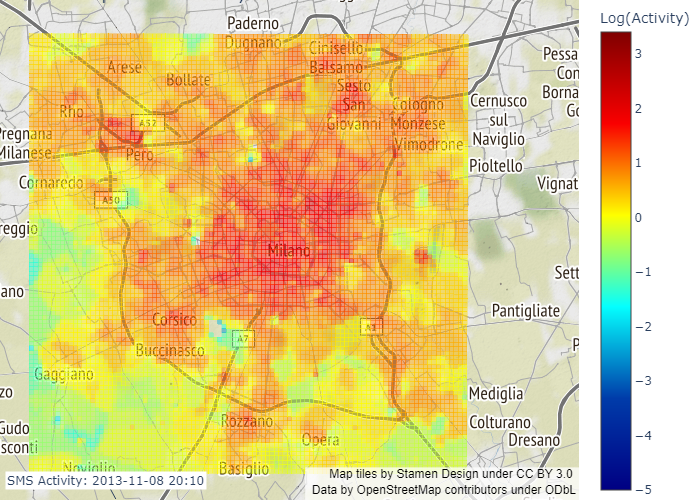 Log(Activity)
Paderno
Dugnano
Cinisello
Balsamo
Arese
Bollate
Sesto
San
Giovanni
Rho
A52
Cologno
Monzese
Vimodrone
Pessa
Con
Borna
Go
Cernusco
sul
Naviglio
Pregnana
Milanese
Pero
Pioltello
Cornaredo
A50
Vignat
reggio
Milano
Sett
ano
Pantigliate
Corsico
A7
Buccinasco
P
Gaggiano
zo
Mediglia
Gudo
sconti
Rozzano
Opera
Colturano
Dresano
Noviglio
Basiglio
3
2
1
0
−1
−2
−3
−4
−5
SMS Activity: 2013-11-08 20:10
Map tiles by Stamen Design under CC BY 3.0
Data by OpenStreetMap contributors under ODbL